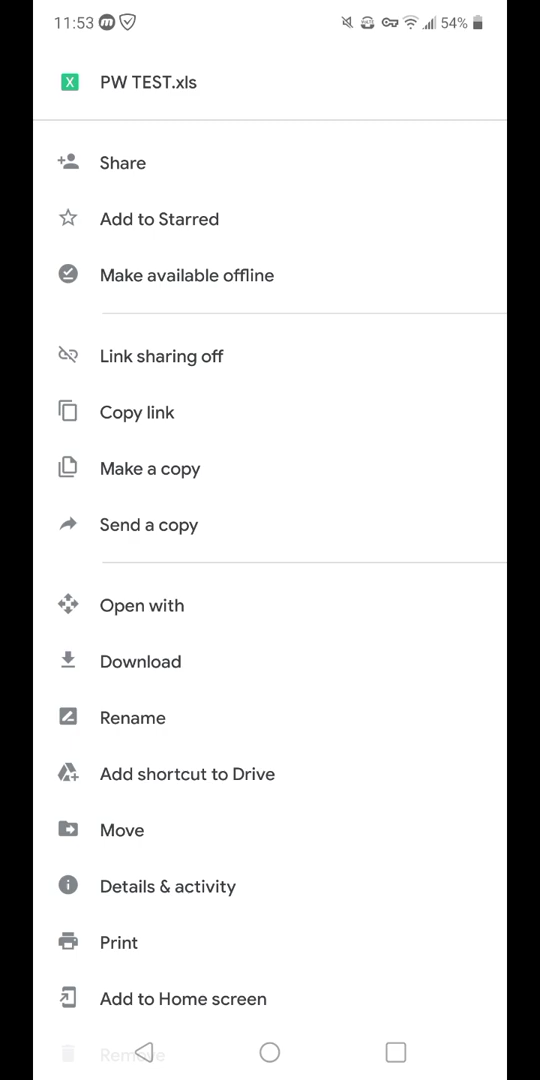 11:53 54%
PW TEST.xls
Share
Add to Starred
Make available offline
Link sharing off
Copy link
Make a copy
Send a copy
Open with
Download
Rename
Add shortcut to Drive
Move
Details & activity
Print
Add to Home screen
Remove